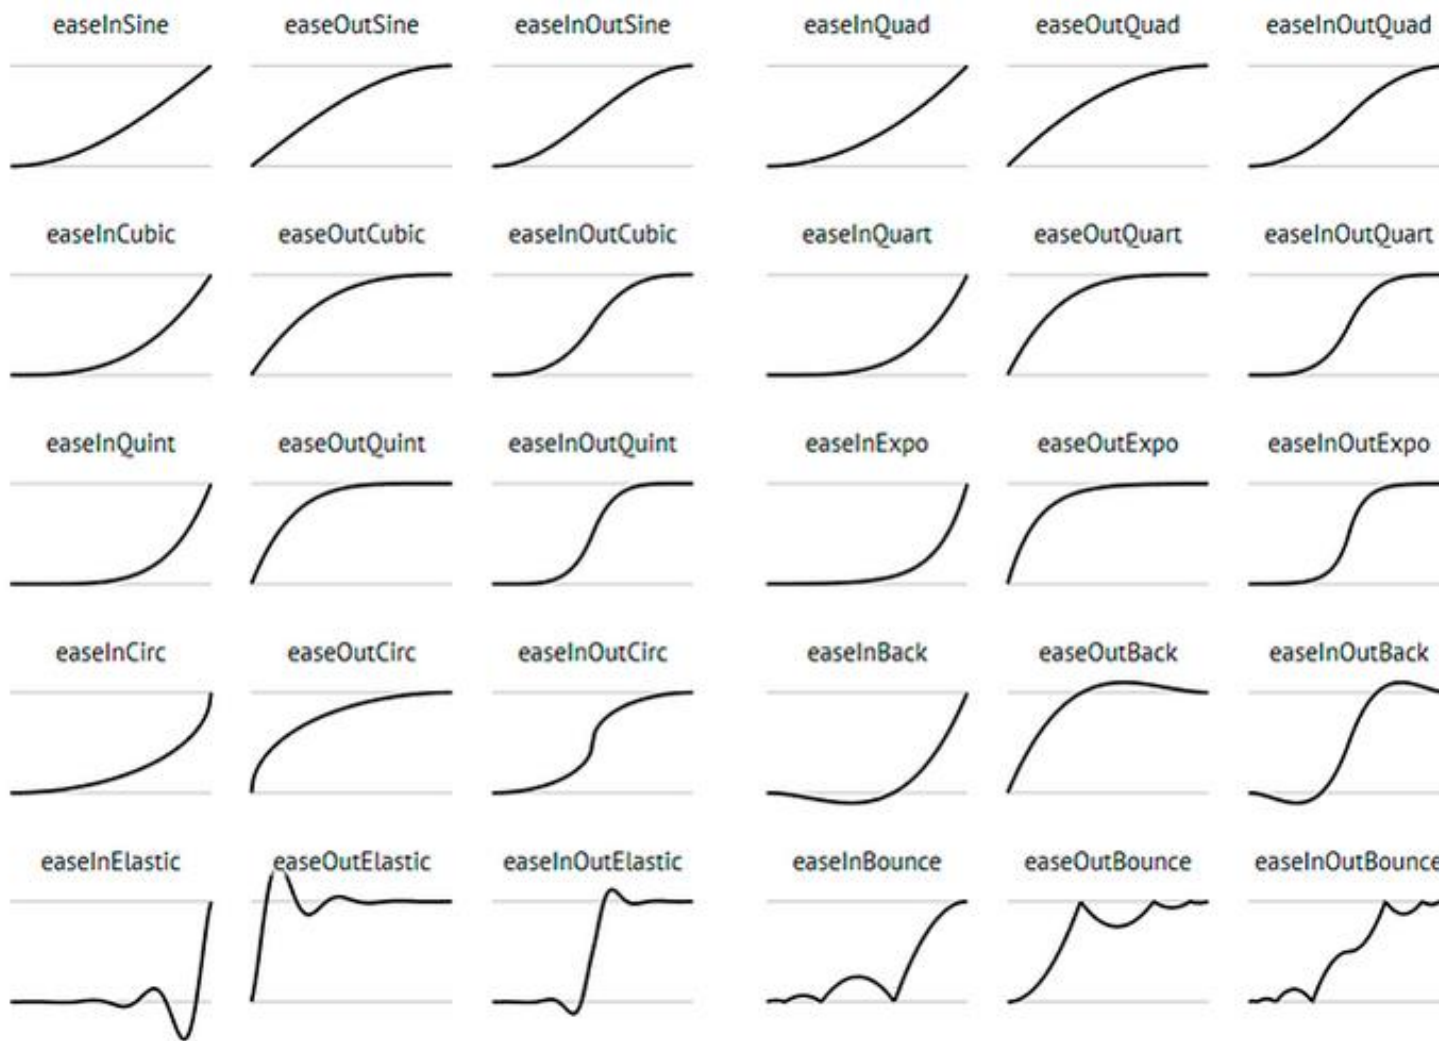 easeInSine easeOutSine easeInOutSine easeInQuad easeOutQuad easeInOutQuad
easeInCubic easeOutCubic easeInOutCubic easeInQuart easeOutQuart easeInOutQuart
easeInQuint easeOutQuint easeInOutQuint easeInExpo easeOutExpo easeInOutExpo
easeInCirc easeOutCirc easeInOutCirc easeInBack easeOutBack easeInOutBack
easeInElastic easeOutElastic easeInOutElastic easeInBounce easeOutBounce easeInOutBounce